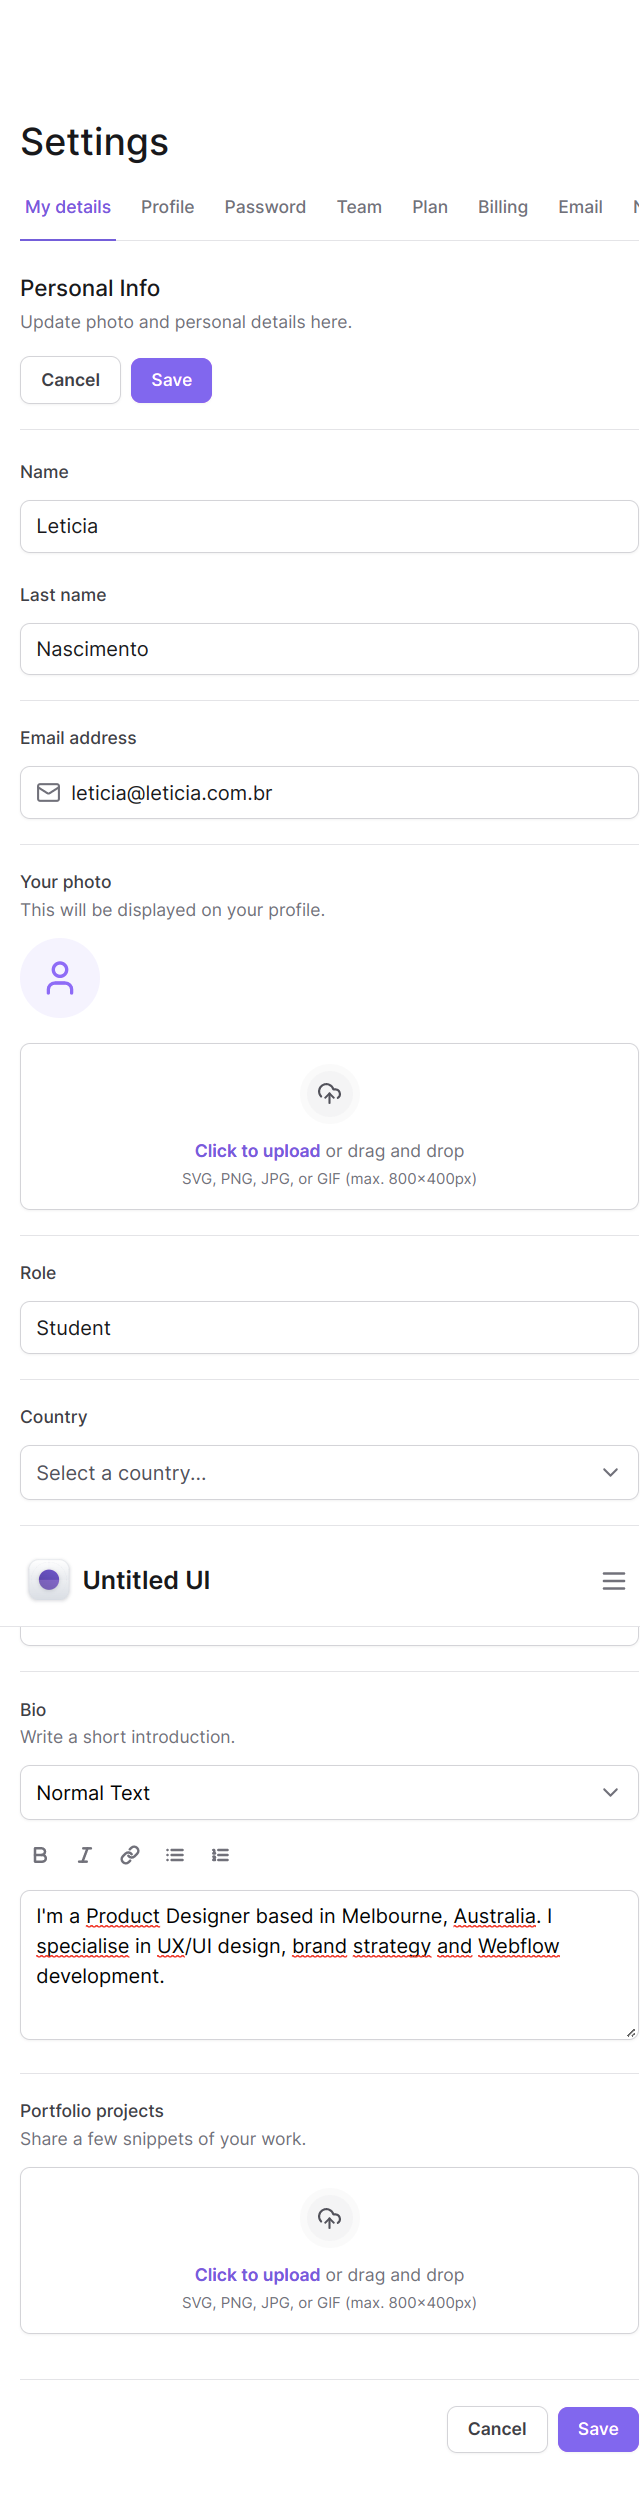 Settings
My details Profile Password Team Plan Billing Email
Personal Info
Update photo and personal details here.
Cancel Save
Name
Leticia
Last name
Nascimento
Email address
leticia@leticia.com.br
Your photo
This will be displayed on your profile.
Click to upload or drag and drop
SVG, PNG, JPG, or GIF (max. 800×400px)
Role
Student
Country
Select a country...
Untitled UI
Bio
Write a short introduction.
Normal Text
I'm a Product Designer based in Melbourne, Australia. I
specialise in UX/UI design, brand strategy and Webflow
development.
Portfolio projects
Share a few snippets of your work.
Click to upload or drag and drop
SVG, PNG, JPG, or GIF (max. 800×400px)
Cancel Save